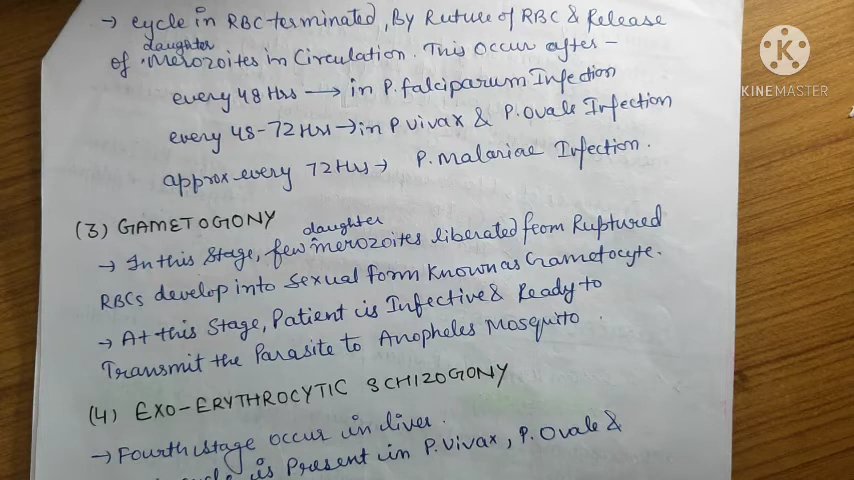 → Cycle in RBC terminated, By Ruture of RBC & Release
of daughter Merozoites in Circulation. This Occur after –
every 48 Hrs → in P. falciparum Infection
every 48-72 Hrs → in P vivax & P. Ovale Infection
approx every 72 Hrs → P. Malariae Infection.
(3) GAMETOGONY
→ In this Stage, few daughter merozoites liberated from Ruptured
RBCs develop into Sexual form Known as Gametocyte.
→ At this Stage, Patient is Infective & Ready to
Transmit the Parasite to Anopheles Mosquito.
(4) EXO-ERYTHROCYTIC SCHIZOGONY
→ Fourth stage occur in liver.
is Present in P. Vivax, P. Ovale &
KINEMASTER